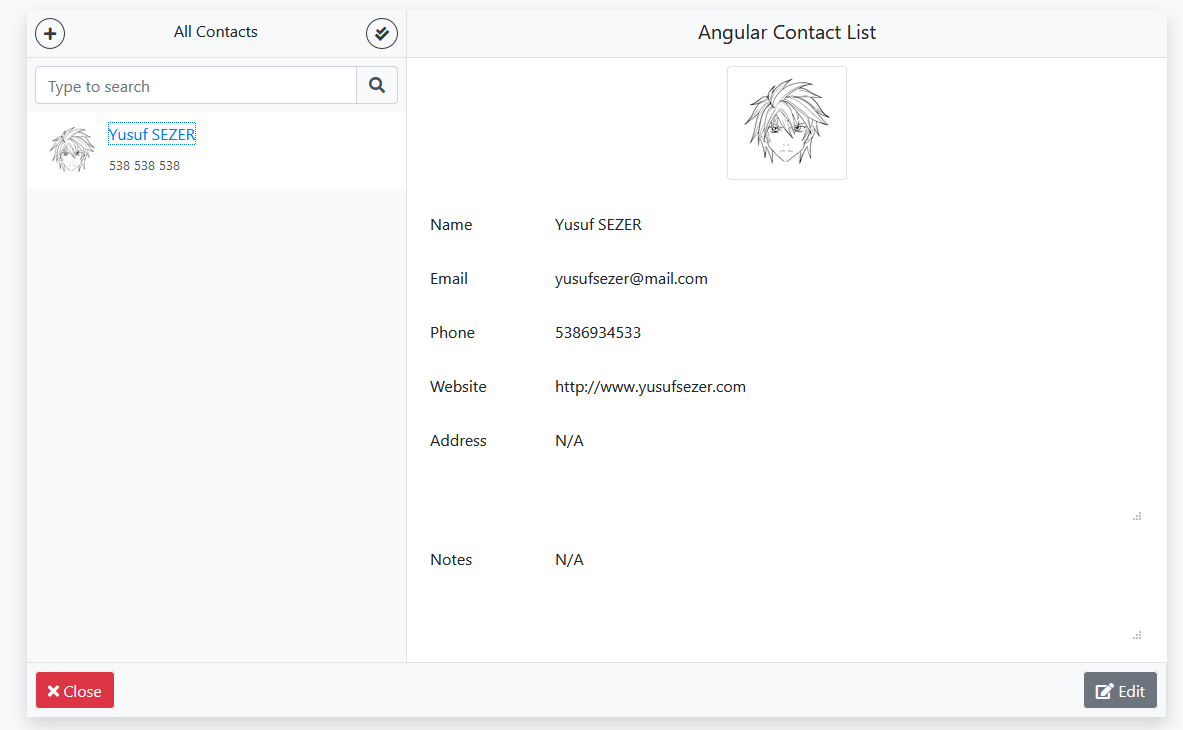 All Contacts
Angular Contact List
Type to search
Yusuf SEZER
538 538 538
Name Yusuf SEZER
Email yusufsezer@mail.com
Phone 5386934533
Website http://www.yusufsezer.com
Address N/A
Notes N/A
Close
Edit